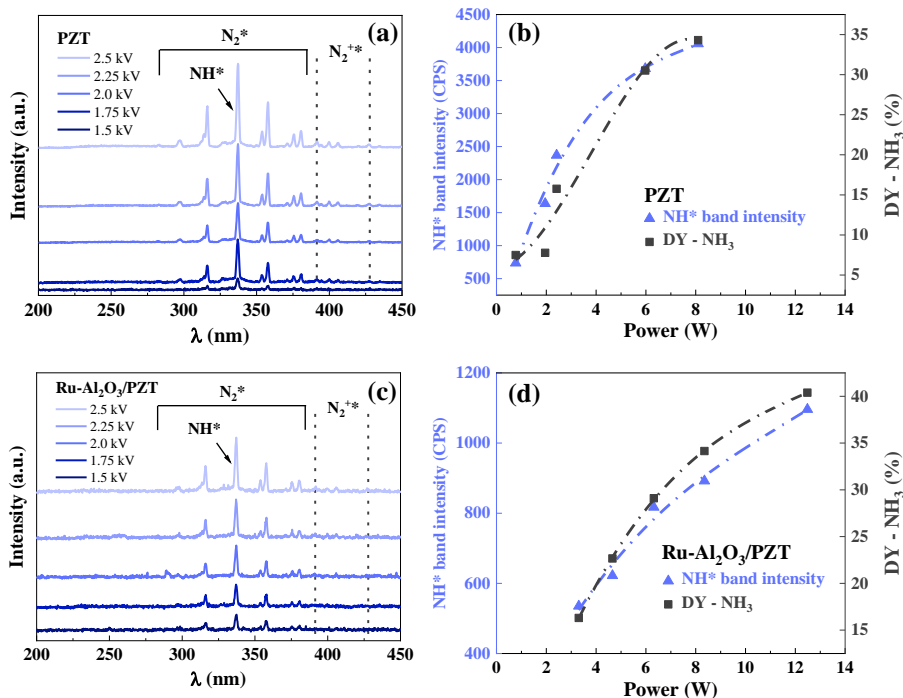 (a)
PZT
2.5 kV
2.25 kV
2.0 kV
1.75 kV
1.5 kV
N₂*
N₂⁺*
NH*
Intensity (a.u.)
200 250 300 350 400 450
λ (nm)
(b)
4500
4000
3500
3000
2500
2000
1500
1000
500
NH* band intensity (CPS)
35
30
25
20
15
10
5
DY - NH₃ (%)
PZT
NH* band intensity
DY - NH₃
0 2 4 6 8 10 12 14
Power (W)
(c)
Ru-Al₂O₃/PZT
2.5 kV
2.25 kV
2.0 kV
1.75 kV
1.5 kV
N₂*
N₂⁺*
NH*
Intensity (a.u.)
200 250 300 350 400 450
λ (nm)
(d)
1200
1000
800
600
400
NH* band intensity (CPS)
40
35
30
25
20
15
DY - NH₃ (%)
Ru-Al₂O₃/PZT
NH* band intensity
DY - NH₃
0 2 4 6 8 10 12 14
Power (W)